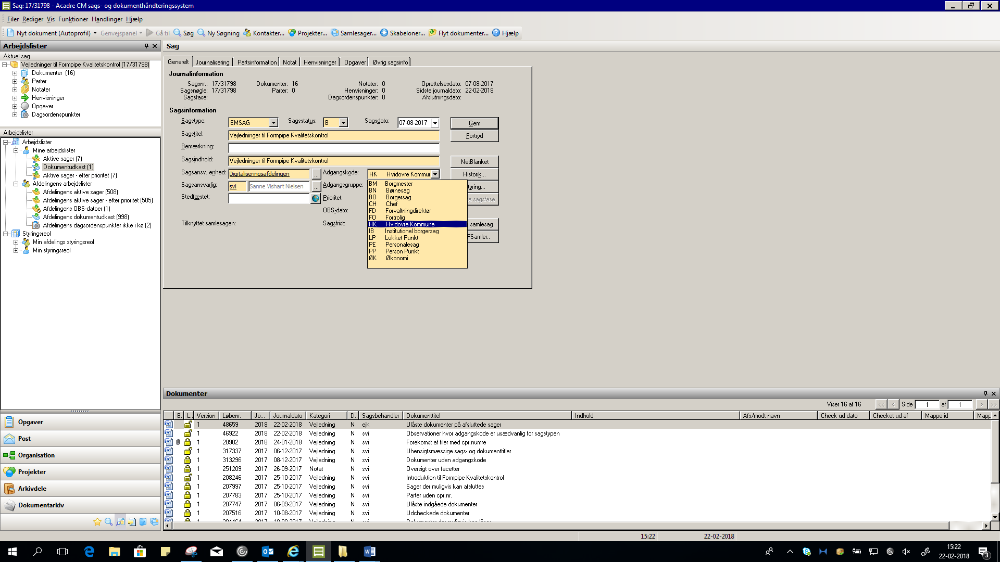 Sag: 17/31798 - Acadre CM sags- og dokumenthåndteringssystem
Filer Rediger Vis Funktioner Handlinger Hjælp
Nyt dokument (Autoprofil) Genvejspanel Gå til Søg Ny Søgning Kontakter... Projekter... Samlesager... Skabeloner... Flyt dokumenter... Hjælp
Arbejdslister
Aktuel sag
Vejledninger til Formpipe Kvalitetskontrol (17/31798)
Dokumenter (16)
Parter
Notater
Henvisninger
Opgaver
Dagsordenspunkter
Arbejdslister
Arbejdslister
Mine arbejdslister
Aktive sager (7)
Dokumentudkast (1)
Aktive sager - efter prioritet (7)
Afdelingens arbejdslister
Afdelingens aktive sager (508)
Afdelingens aktive sager - efter prioritet (505)
Afdelingens OBS-datoer (1)
Afdelingens dokumentudkast (998)
Afdelingens dagsordenspunkter ikke i kø (2)
Styringsreol
Min afdelings styringsreol
Min styringsreol
Opgaver
Post
Organisation
Projekter
Arkivdele
Dokumentarkiv
Sag
Generelt Journalisering Partsinformation Notat Henvisninger Opgaver Øvrig sagsinfo
Journalinformation
Sagsnr.: 17/31798 Dokumenter: 16 Notater: 0 Oprettelsesdato: 07-08-2017
Sagsnøgle: 17/31798 Parter: 0 Henvisninger: 0 Sidste journaldato: 22-02-2018
Sagsfase: Dagsordenspunkter: 0 Afslutningsdato:
Sagsinformation
Sagstype: EMSAG Sagsstatus: B Sagsdato: 07-08-2017 Gem
Sagstitel: Vejledninger til Formpipe Kvalitetskontrol Fortryd
Bemærkning:
Sagsindhold: Vejledninger til Formpipe Kvalitetskontrol NetBlanket
Sagsansv. enhed: Digitaliseringsafdelingen ... Adgangskode: HK Hvidovre Kommun Historik...
Sagsansvarlig: svi Sanne Vishart Nielsen ... Adgangsgruppe: tyring...
Stedfæstet: Prioritet: te sagsfase
OBS-dato:
Tilknyttet samlesagen: Sagsfrist: samlesag
FSamler..
BM Borgmester
BN Børnesag
BO Borgersag
CH Chef
FD Forvaltningdirektør
FO Fortrolig
HK Hvidovre Kommune
IB Institutionel borgersag
LP Lukket Punkt
PE Personalesag
PP Person Punkt
ØK Økonomi
Dokumenter
Viser 16 af 16 << < Side 1 af 1 > >>
B. L.. Version Løbenr. Jo... Journaldato Kategori D.. Sagsbehandler Dokumenttitel Indhold Afs/modt navn Check ud dato Checket ud af Mappe id Mapp
1 48659 2018 22-02-2018 Vejledning N ejk Ulåste dokumenter på afsluttede sager
1 46922 2018 22-02-2018 Vejledning N svi Observationer hvor adgangskode er usædvanlig for sagstypen
1 20902 2018 24-01-2018 Vejledning N svi Forekomst af filer med cpr.numre
1 317337 2017 06-12-2017 Vejledning N svi Uhensigtsmæssige sags- og dokumenttitler
1 313296 2017 08-12-2017 Vejledning N svi Dokumenter uden adgangskode
1 251209 2017 26-09-2017 Notat N svi Oversigt over facetter
1 208246 2017 25-10-2017 Vejledning N svi Introduktion til Formpipe Kvalitetskontrol
1 207997 2017 25-10-2017 Vejledning N svi Sager der muligvis kan afsluttes
1 207783 2017 25-10-2017 Vejledning N svi Parter uden cpr.nr.
1 207747 2017 06-09-2017 Vejledning N svi Ulåste indgåede dokumenter
1 207516 2017 10-08-2017 Vejledning N svi Udcheckede dokumenter
15:22 22-02-2018
15:22
22-02-2018
3